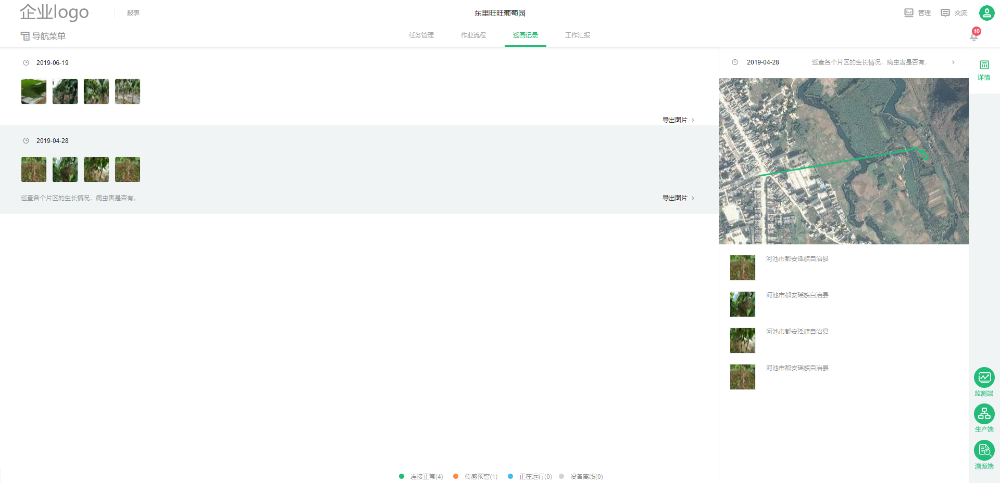 企业logo
报表
东里旺旺葡萄园
管理
交流
导航菜单
任务管理
作业流程
巡园记录
工作汇报
10
2019-06-19
导出图片
2019-04-28
巡查各个片区的生长情况，病虫害是否有，
导出图片
2019-04-28
巡查各个片区的生长情况，病虫害是否有，
详情
河池市都安瑶族自治县
河池市都安瑶族自治县
河池市都安瑶族自治县
河池市都安瑶族自治县
监测端
生产端
溯源端
连接正常(4)
传感预警(1)
正在运行(0)
设备离线(0)